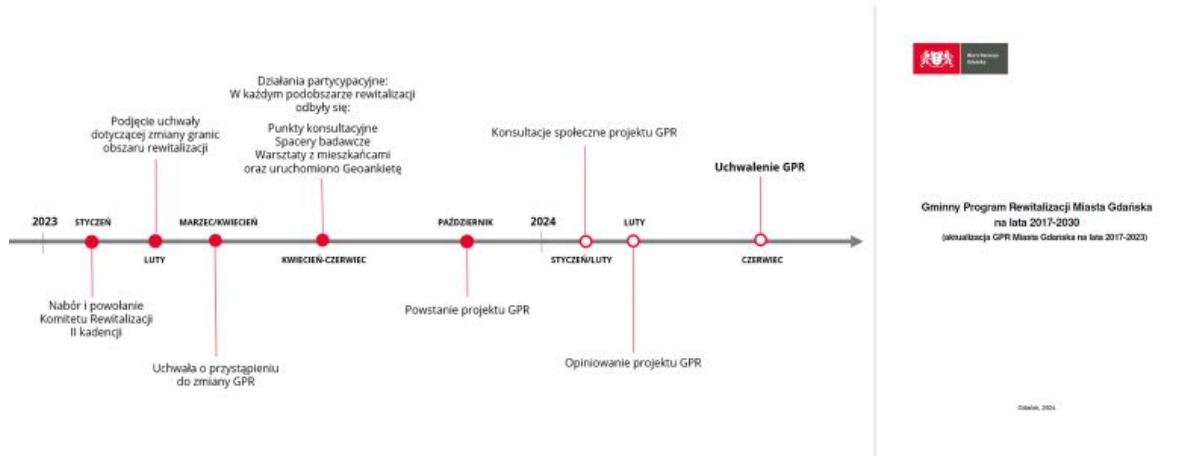 Działania partycypacyjne:
W każdym podobszarze rewitalizacji
odbyły się:
Punkty konsultacyjne
Spacery badawcze
Warsztaty z mieszkańcami
oraz uruchomiono Geoankietę
Podjęcie uchwały
dotyczącej zmiany granic
obszaru rewitalizacji
Konsultacje społeczne projektu GPR
Uchwalenie GPR
2023 STYCZEŃ MARZEC/KWIECIEŃ PAŹDZIERNIK 2024 LUTY
LUTY KWIECIEŃ-CZERWIEC STYCZEŃ/LUTY CZERWIEC
Nabór i powołanie
Komitetu Rewitalizacji
II kadencji
Powstanie projektu GPR
Uchwała o przystąpieniu
do zmiany GPR
Opiniowanie projektu GPR
Gminny Program Rewitalizacji Miasta Gdańska
na lata 2017-2030
(aktualizacja GPR Miasta Gdańska na lata 2017-2023)
Gdańsk, 2024